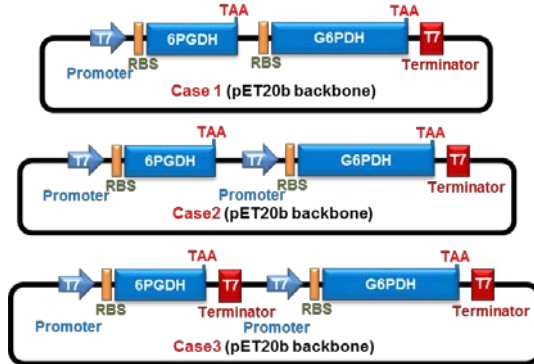 TAA TAA
T7 6PGDH G6PDH T7
Promoter RBS RBS Terminator
Case 1 (pET20b backbone)
TAA TAA
T7 6PGDH T7 G6PDH T7
Promoter RBS Promoter RBS Terminator
Case2 (pET20b backbone)
TAA TAA
T7 6PGDH T7 T7 G6PDH T7
Promoter RBS Terminator Promoter RBS Terminator
Case3 (pET20b backbone)